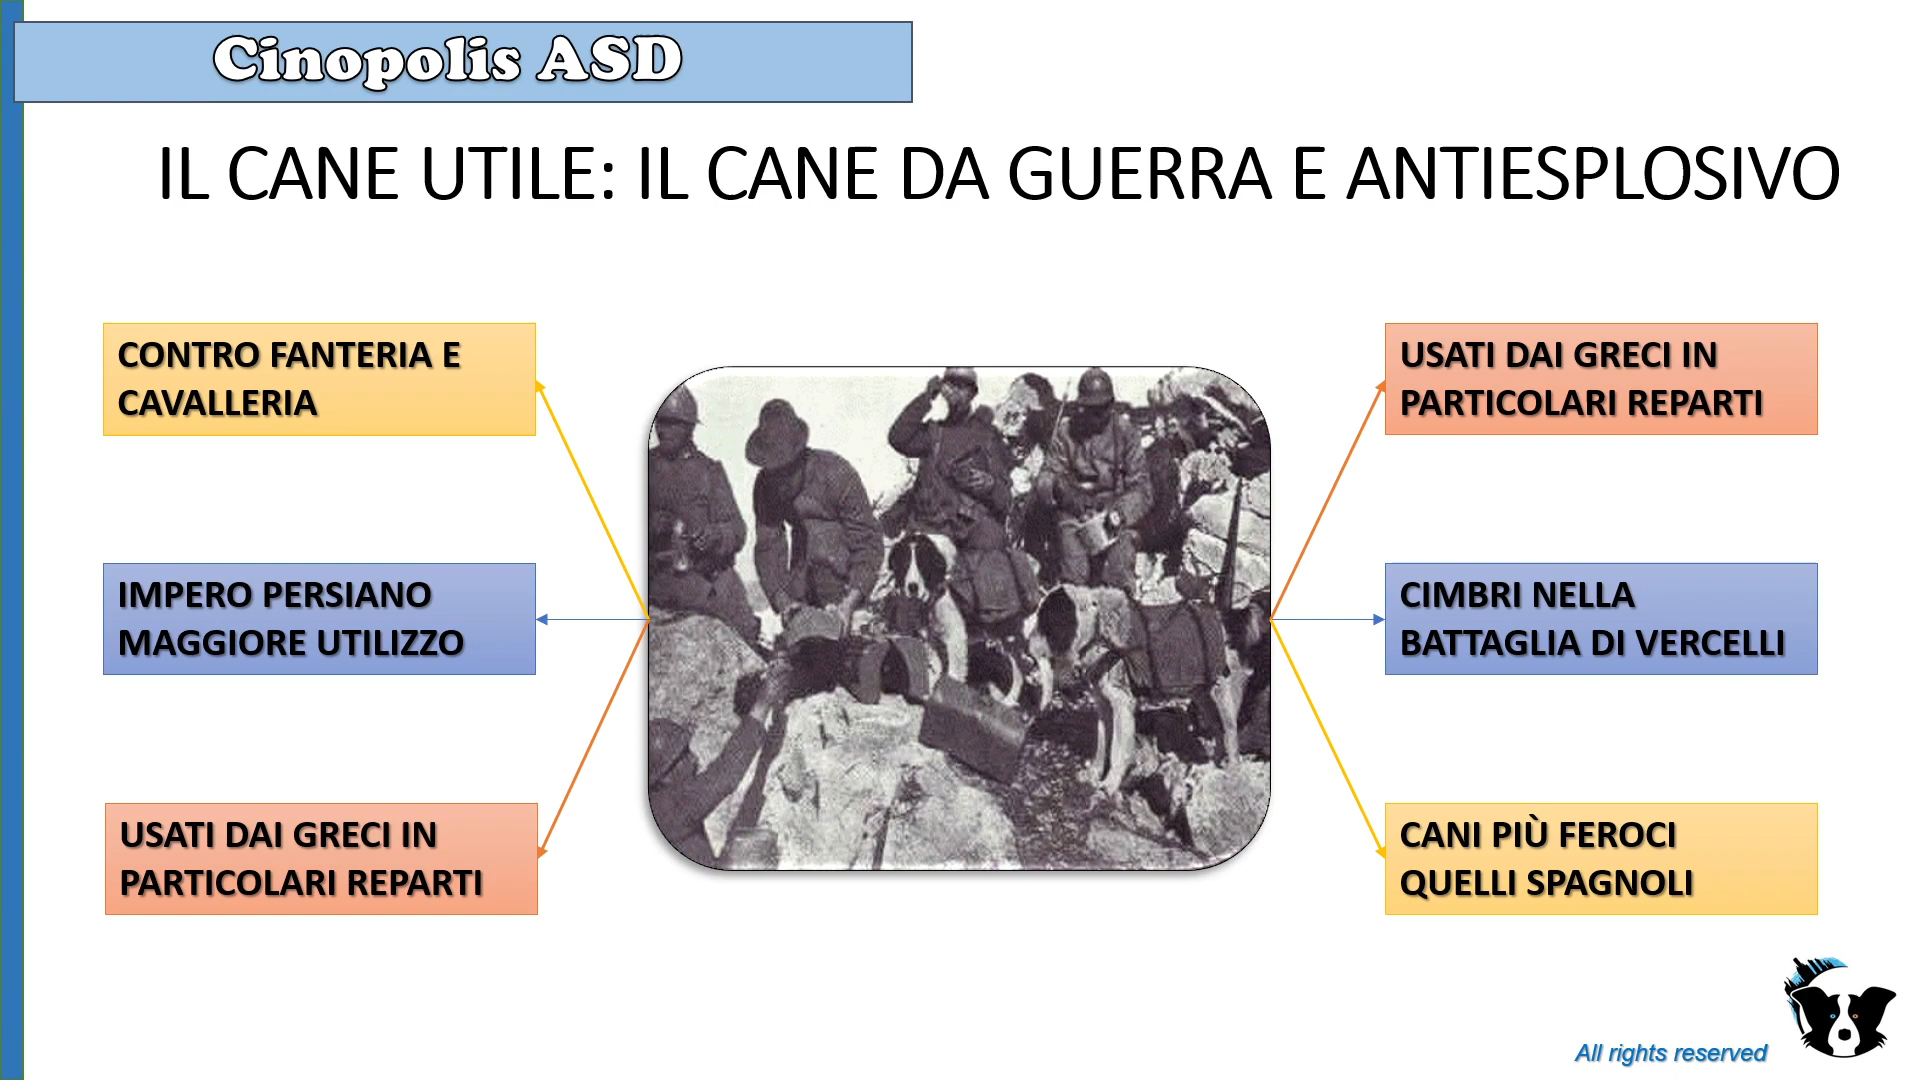 Cinopolis ASD
IL CANE UTILE: IL CANE DA GUERRA E ANTIESPLOSIVO
CONTRO FANTERIA E
CAVALLERIA
IMPERO PERSIANO
MAGGIORE UTILIZZO
USATI DAI GRECI IN
PARTICOLARI REPARTI
USATI DAI GRECI IN
PARTICOLARI REPARTI
CIMBRI NELLA
BATTAGLIA DI VERCELLI
CANI PIÙ FEROCI
QUELLI SPAGNOLI
All rights reserved